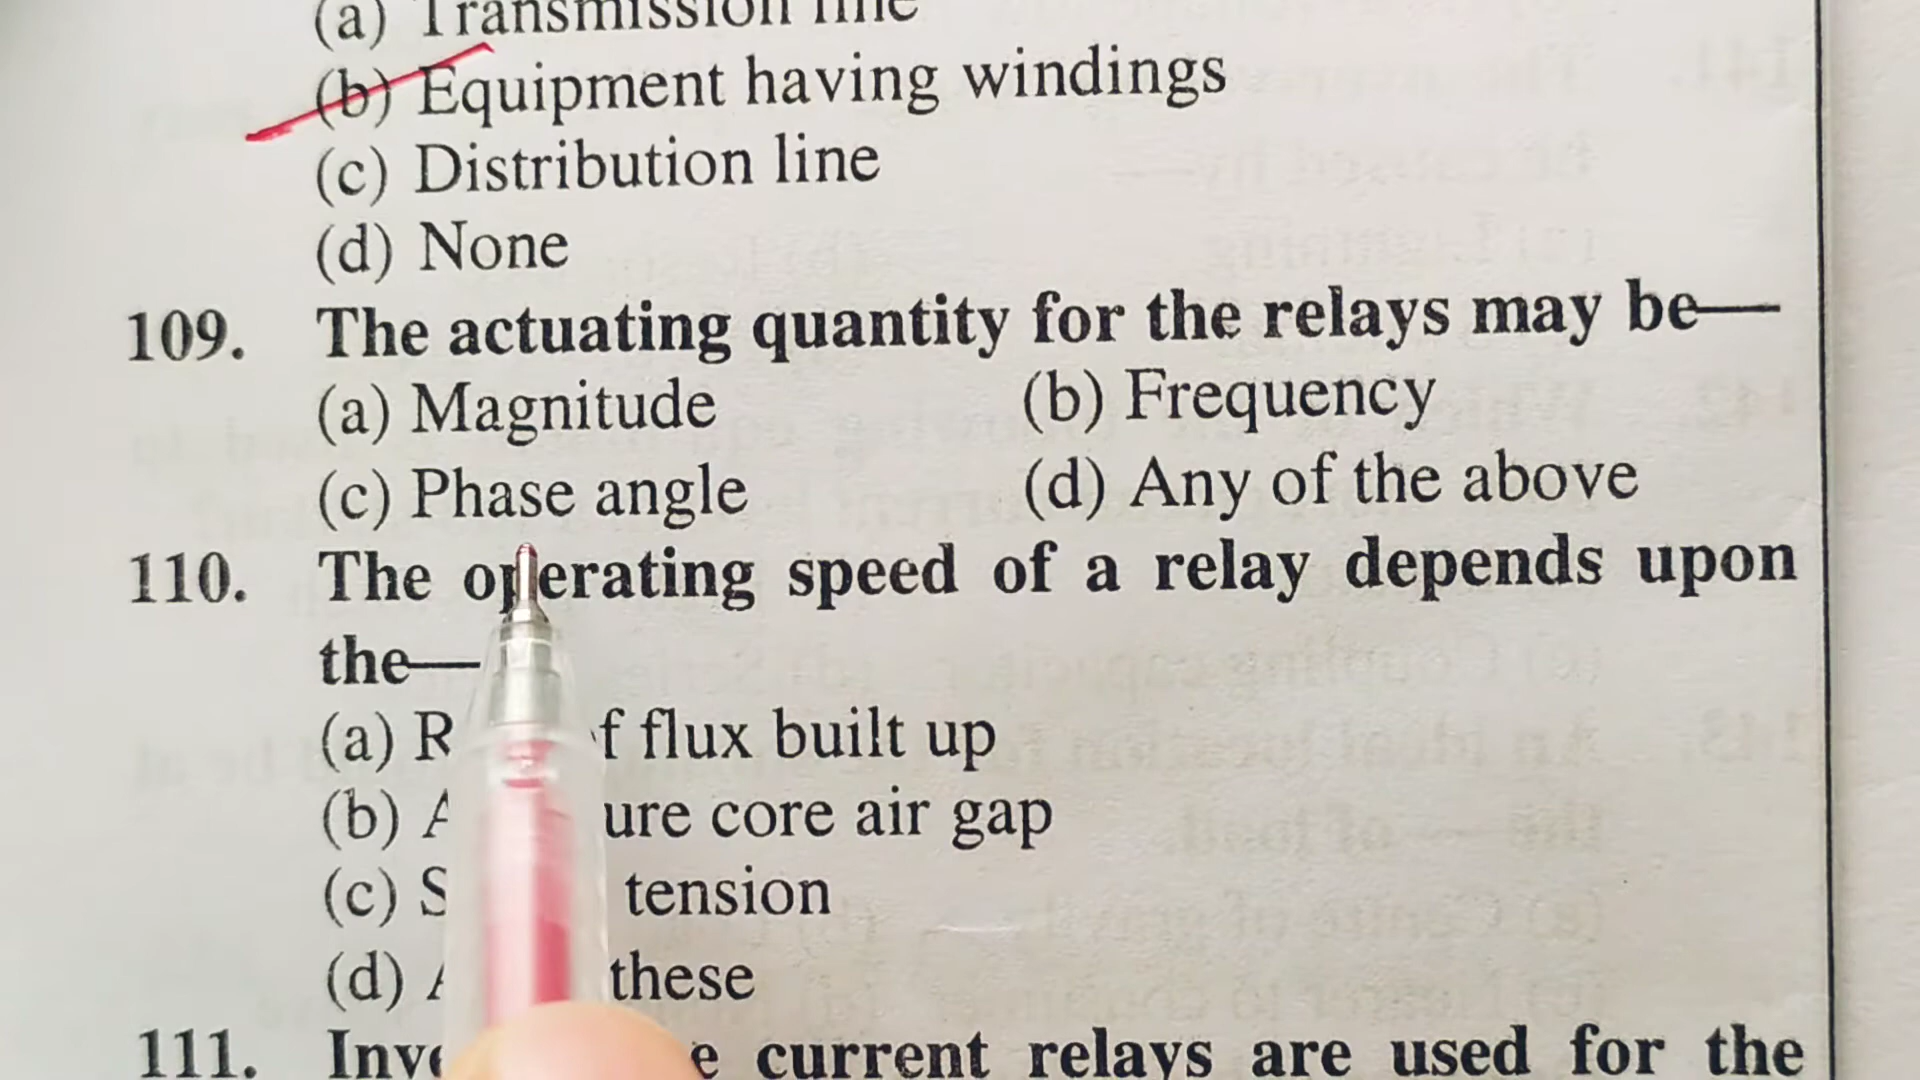 (a) Transmission line
(b) Equipment having windings
(c) Distribution line
(d) None
109. The actuating quantity for the relays may be—
(a) Magnitude (b) Frequency
(c) Phase angle (d) Any of the above
110. The operating speed of a relay depends upon
the—
(a) flux built up
(b) core air gap
(c) tension
(d) these
111. current relays are used for the